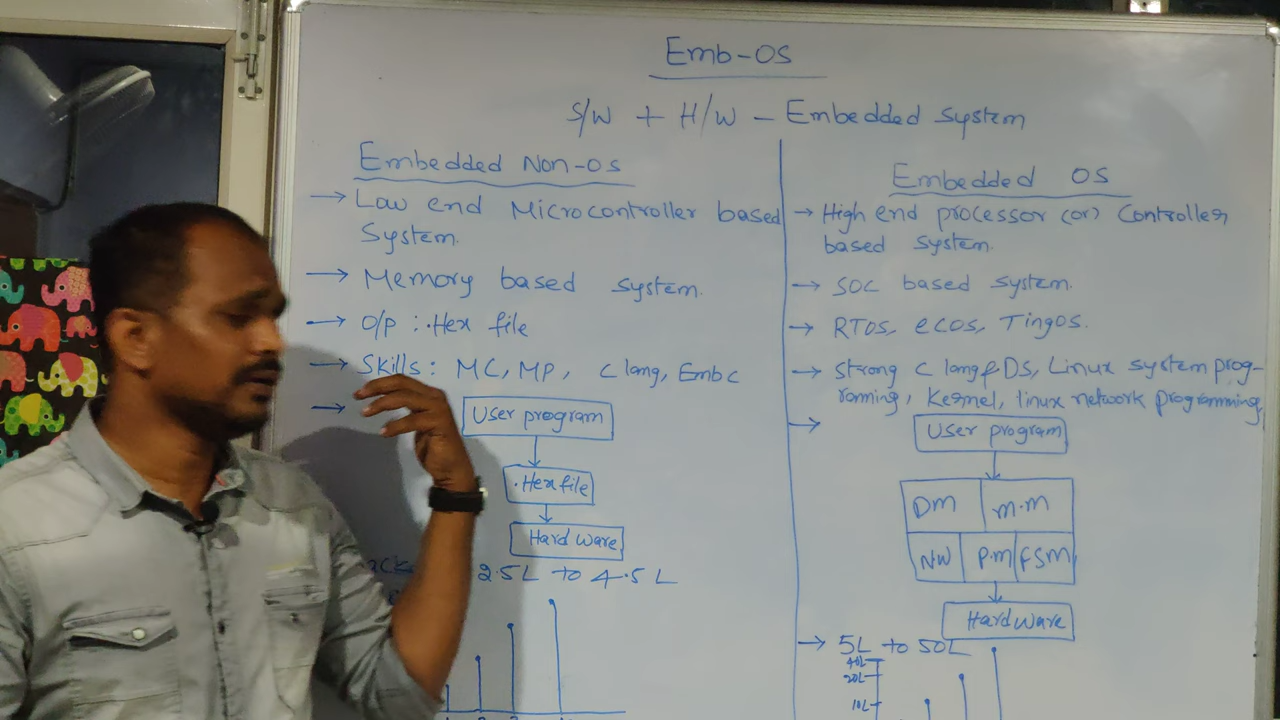 Emb-OS
S/W + H/W - Embedded system
Embedded Non-OS
→ Low end Microcontroller based
System.
→ Memory based system.
→ O/P : .Hex file
→ Skills: MC, MP, C lang, Emb C
→
User program
.Hex file
Hard ware
2.5L to 4.5L
Embedded OS
→ High end processor (or) Controller
based system.
→ SOC based system.
→ RTOS, eCOS, TingOS.
→ Strong C lang & DS, Linux system prog-
ramming, Kernel, linux network programming
→
User program
DM M.M
NW P.M FSM
Hard ware
→ 5L to 50L
40L
20L
10L